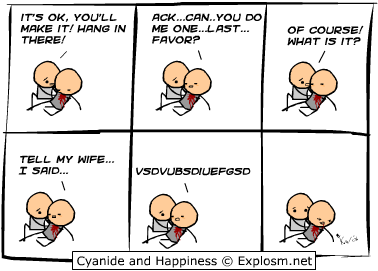 IT'S OK, YOU'LL
MAKE IT! HANG IN
THERE!
ACK...CAN..YOU DO
ME ONE...LAST...
FAVOR?
OF COURSE!
WHAT IS IT?
TELL MY WIFE...
I SAID...
VSDVUBSDIUEFGSD
Cyanide and Happiness © Explosm.net